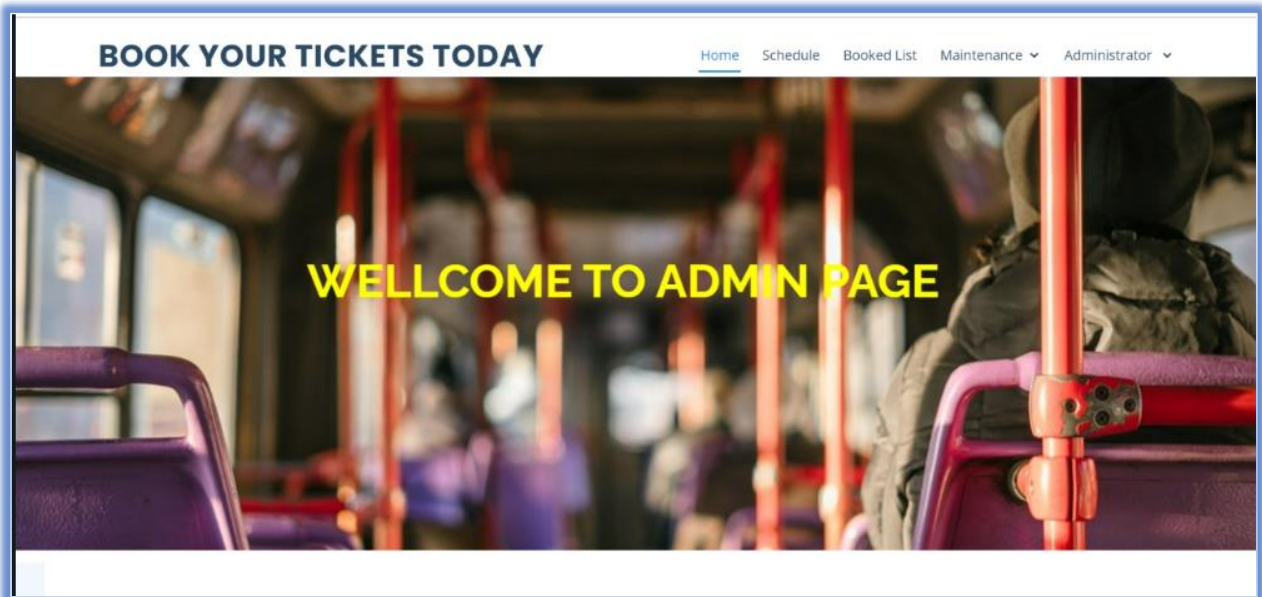 BOOK YOUR TICKETS TODAY
Home Schedule Booked List Maintenance Administrator
WELLCOME TO ADMIN PAGE